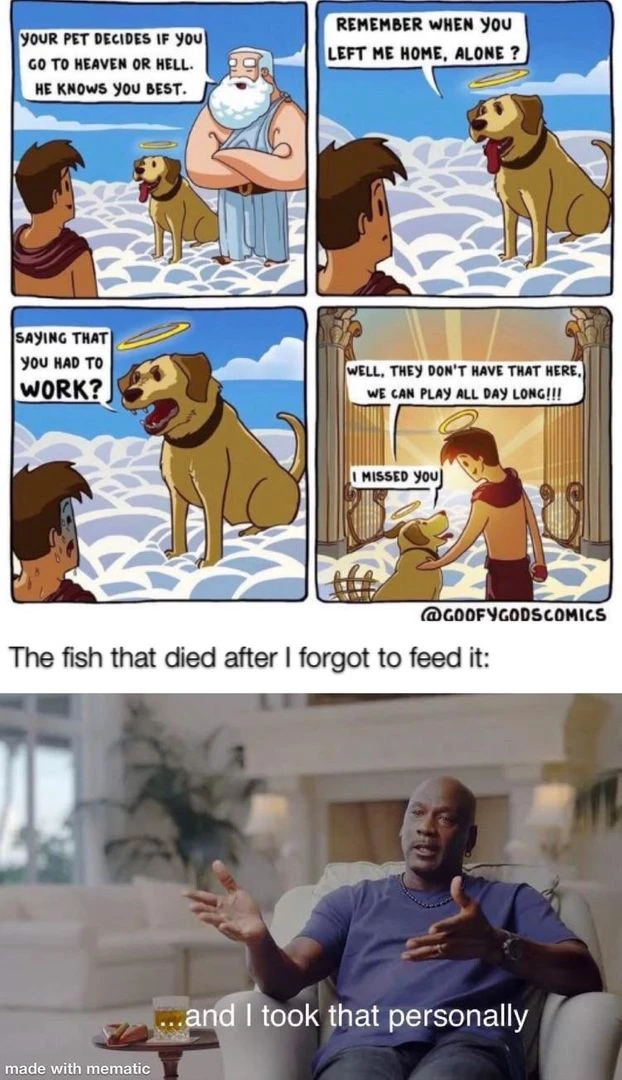 YOUR PET DECIDES IF YOU
GO TO HEAVEN OR HELL.
HE KNOWS YOU BEST.
REMEMBER WHEN YOU
LEFT ME HOME, ALONE ?
SAYING THAT
YOU HAD TO
WORK?
WELL, THEY DON'T HAVE THAT HERE,
WE CAN PLAY ALL DAY LONG!!!
I MISSED YOU
@GOOFYGODSCOMICS
The fish that died after I forgot to feed it:
...and I took that personally
made with mematic